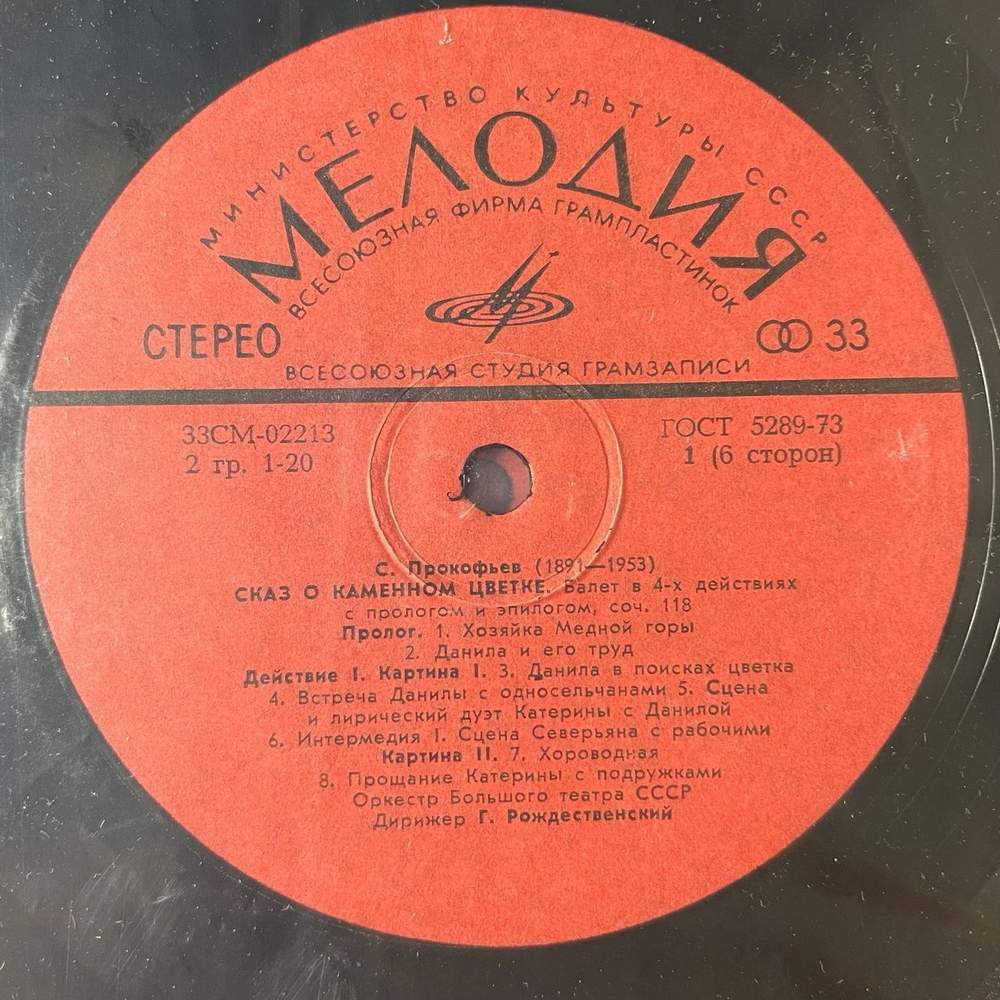 МИНИСТЕРСТВО КУЛЬТУРЫ СССР
МЕЛОДИЯ
ВСЕСОЮЗНАЯ ФИРМА ГРАМПЛАСТИНОК
СТЕРЕО
33
ВСЕСОЮЗНАЯ СТУДИЯ ГРАМЗАПИСИ
33СМ-02213
ГОСТ 5289-73
2 гр. 1-20
1 (6 сторон)
С. Прокофьев (1891—1953)
СКАЗ О КАМЕННОМ ЦВЕТКЕ. Балет в 4-х действиях
с прологом и эпилогом, соч. 118
Пролог. 1. Хозяйка Медной горы
2. Данила и его труд
Действие I. Картина I. 3. Данила в поисках цветка
4. Встреча Данилы с односельчанами 5. Сцена
и лирический дуэт Катерины с Данилой
6. Интермедия I. Сцена Северьяна с рабочими
Картина II. 7. Хороводная
8. Прощание Катерины с подружками
Оркестр Большого театра СССР
Дирижер Г. Рождественский